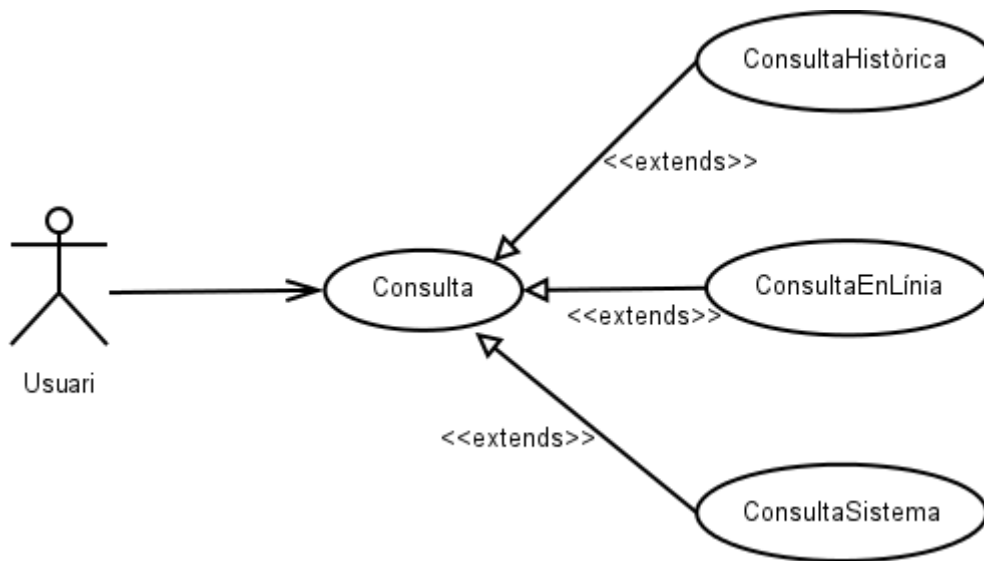 ConsultaHistòrica
<<extends>>
Consulta
ConsultaEnLínia
<<extends>>
Usuari
<<extends>>
ConsultaSistema